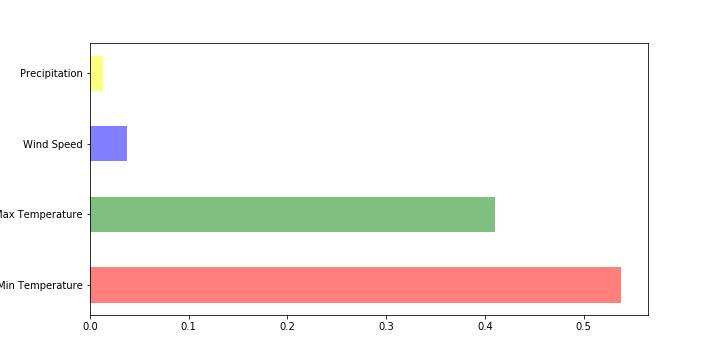 Precipitation
Wind Speed
Max Temperature
Min Temperature
0.0 0.1 0.2 0.3 0.4 0.5